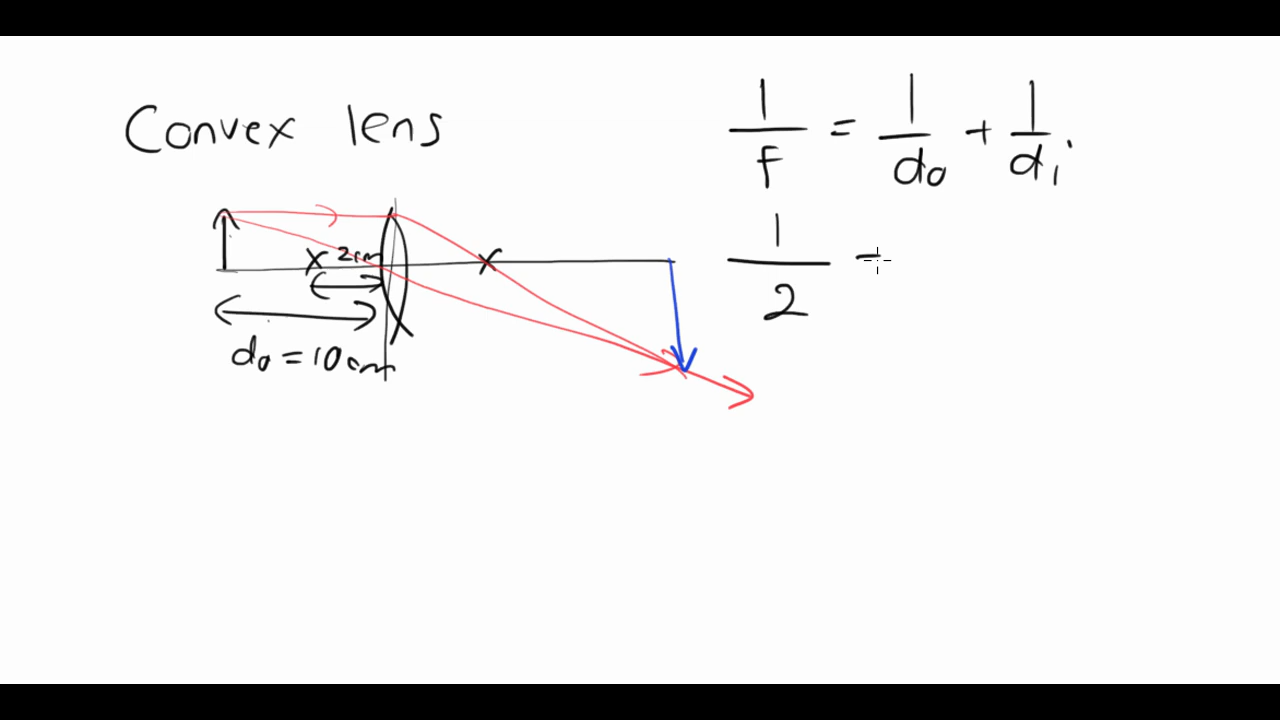 Convex lens
1/f = 1/do + 1/di
x 2cm x
1/2 =
do = 10cm